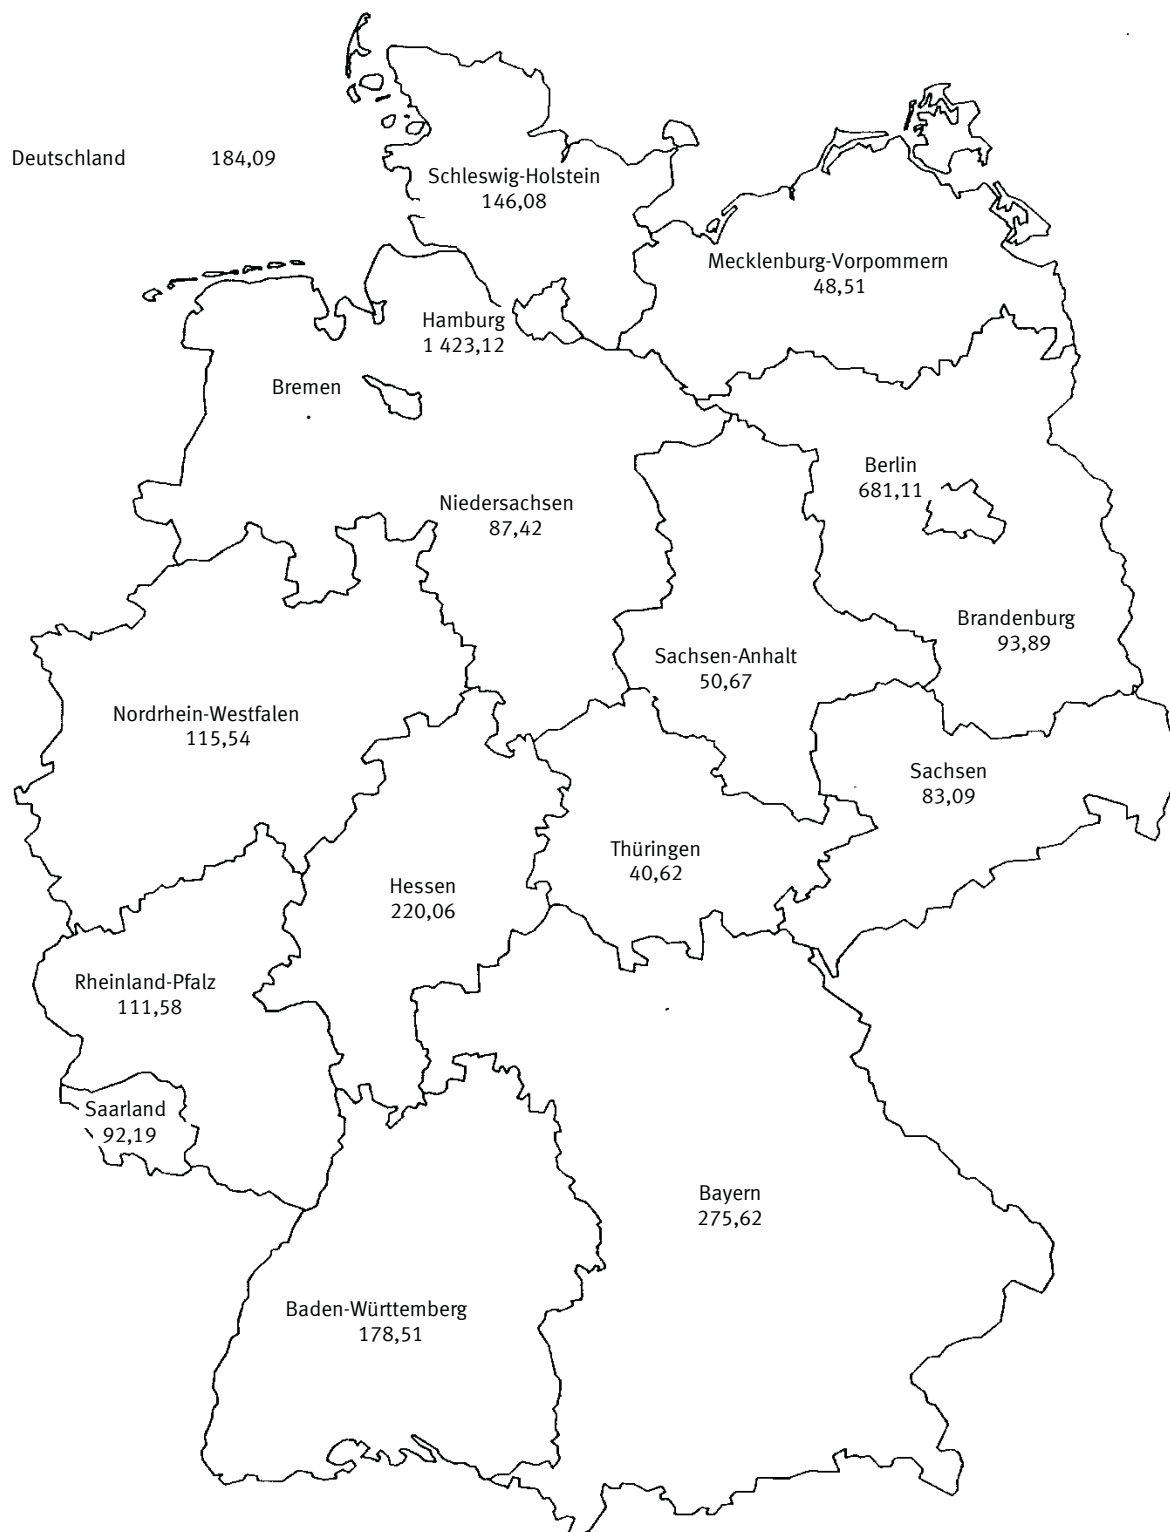 Deutschland 184,09
Schleswig-Holstein
146,08
Mecklenburg-Vorpommern
48,51
Hamburg
1 423,12
Bremen
Berlin
681,11
Niedersachsen
87,42
Brandenburg
93,89
Sachsen-Anhalt
50,67
Nordrhein-Westfalen
115,54
Sachsen
83,09
Thüringen
40,62
Hessen
220,06
Rheinland-Pfalz
111,58
Saarland
92,19
Bayern
275,62
Baden-Württemberg
178,51